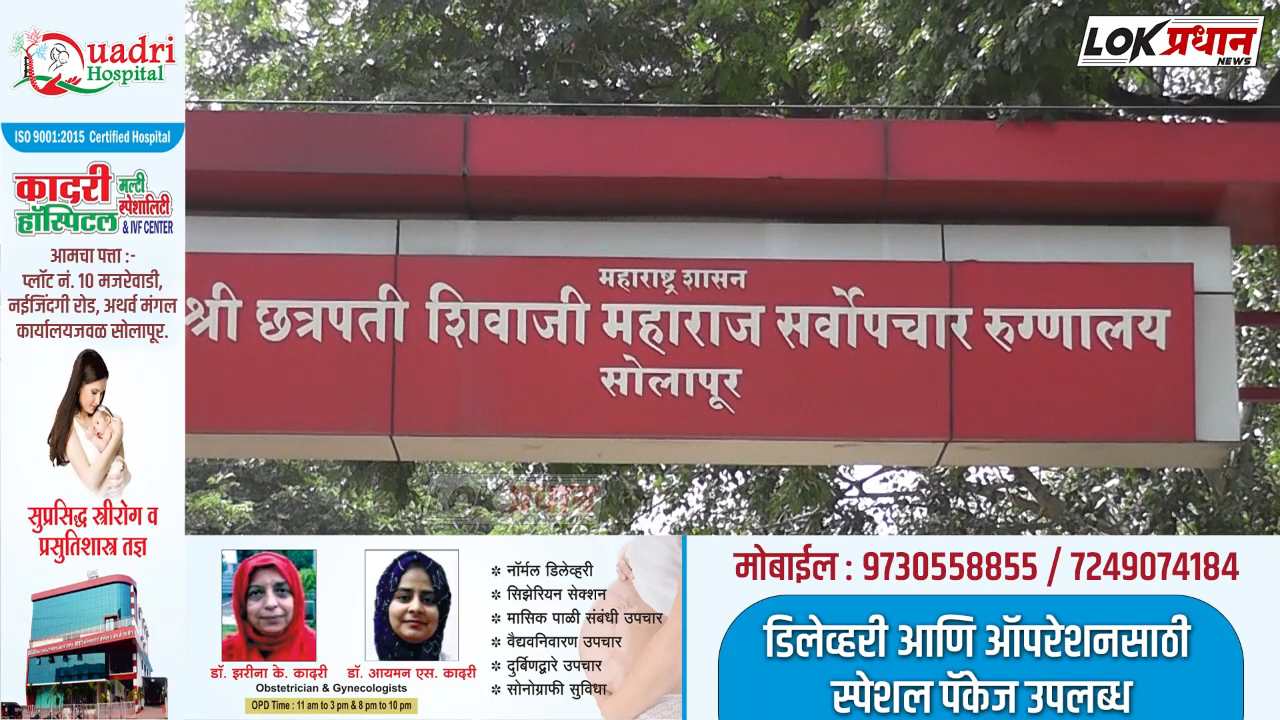 Quadri
Hospital
ISO 9001:2015 Certified Hospital
कादरी मल्टी
हॉस्पिटल स्पेशालिटी
& IVF CENTER
आमचा पत्ता :-
प्लॉट नं. 10 मजरेवाडी,
नईजिंदगी रोड, अथर्व मंगल
कार्यालयजवळ सोलापूर.
सुप्रसिद्ध स्त्रीरोग व
प्रसुतिशास्त्र तज्ञ
LOK प्रधान
NEWS
महाराष्ट्र शासन
श्री छत्रपती शिवाजी महाराज सर्वोपचार रुग्णालय
सोलापूर
LOK प्रधान
डॉ. झरीना के. कादरी डॉ. आयमन एस. कादरी
Obstetrician & Gynecologists
OPD Time : 11 am to 3 pm & 8 pm to 10 pm
* नॉर्मल डिलेव्हरी
* सिझेरियन सेक्शन
* मासिक पाळी संबंधी उपचार
* वैद्यवनिवारण उपचार
* दुर्बिणद्वारे उपचार
* सोनोग्राफी सुविधा
मोबाईल : 9730558855 / 7249074184
डिलेव्हरी आणि ऑपरेशनसाठी
स्पेशल पॅकेज उपलब्ध